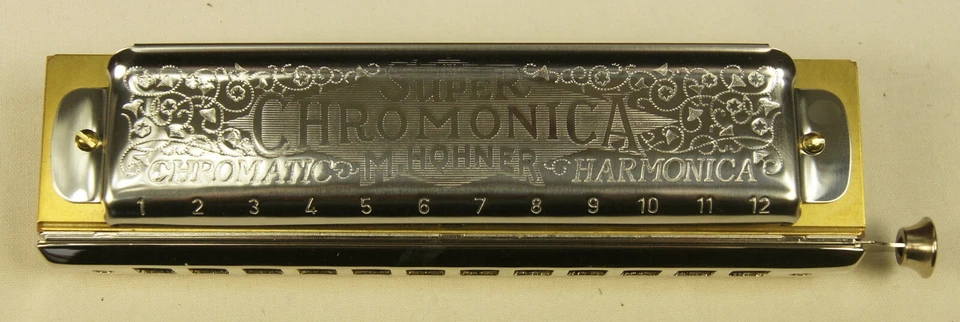 SUPER
CHROMONICA
CHROMATIC M. HOHNER HARMONICA
1 2 3 4 5 6 7 8 9 10 11 12